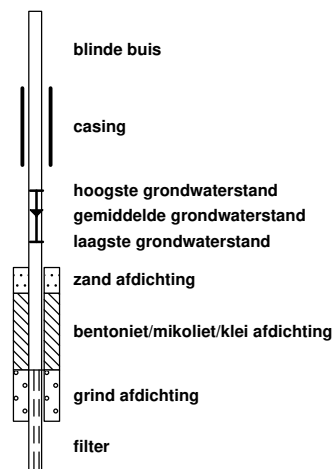 blinde buis
casing
hoogste grondwaterstand
gemiddelde grondwaterstand
laagste grondwaterstand
zand afdichting
bentoniet/mikoliet/klei afdichting
grind afdichting
filter